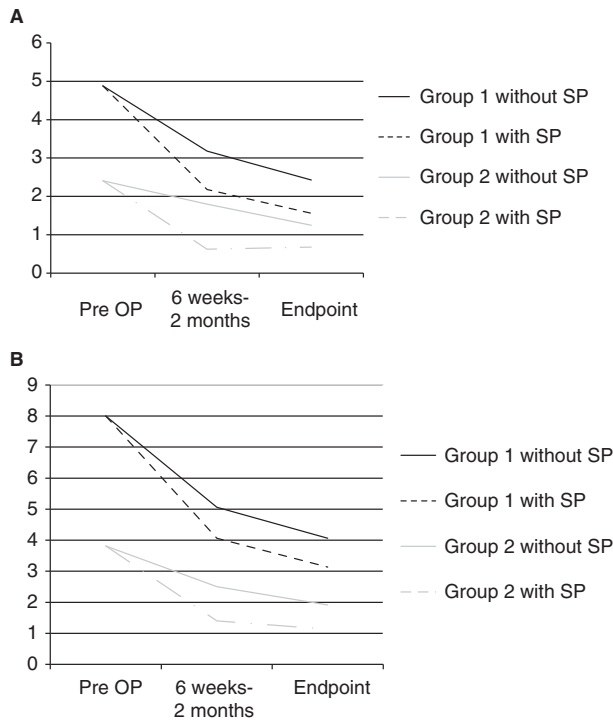 A
6
5
4
3
2
1
0
Pre OP
6 weeks-
2 months
Endpoint
Group 1 without SP
Group 1 with SP
Group 2 without SP
Group 2 with SP
B
9
8
7
6
5
4
3
2
1
0
Pre OP
6 weeks-
2 months
Endpoint
Group 1 without SP
Group 1 with SP
Group 2 without SP
Group 2 with SP